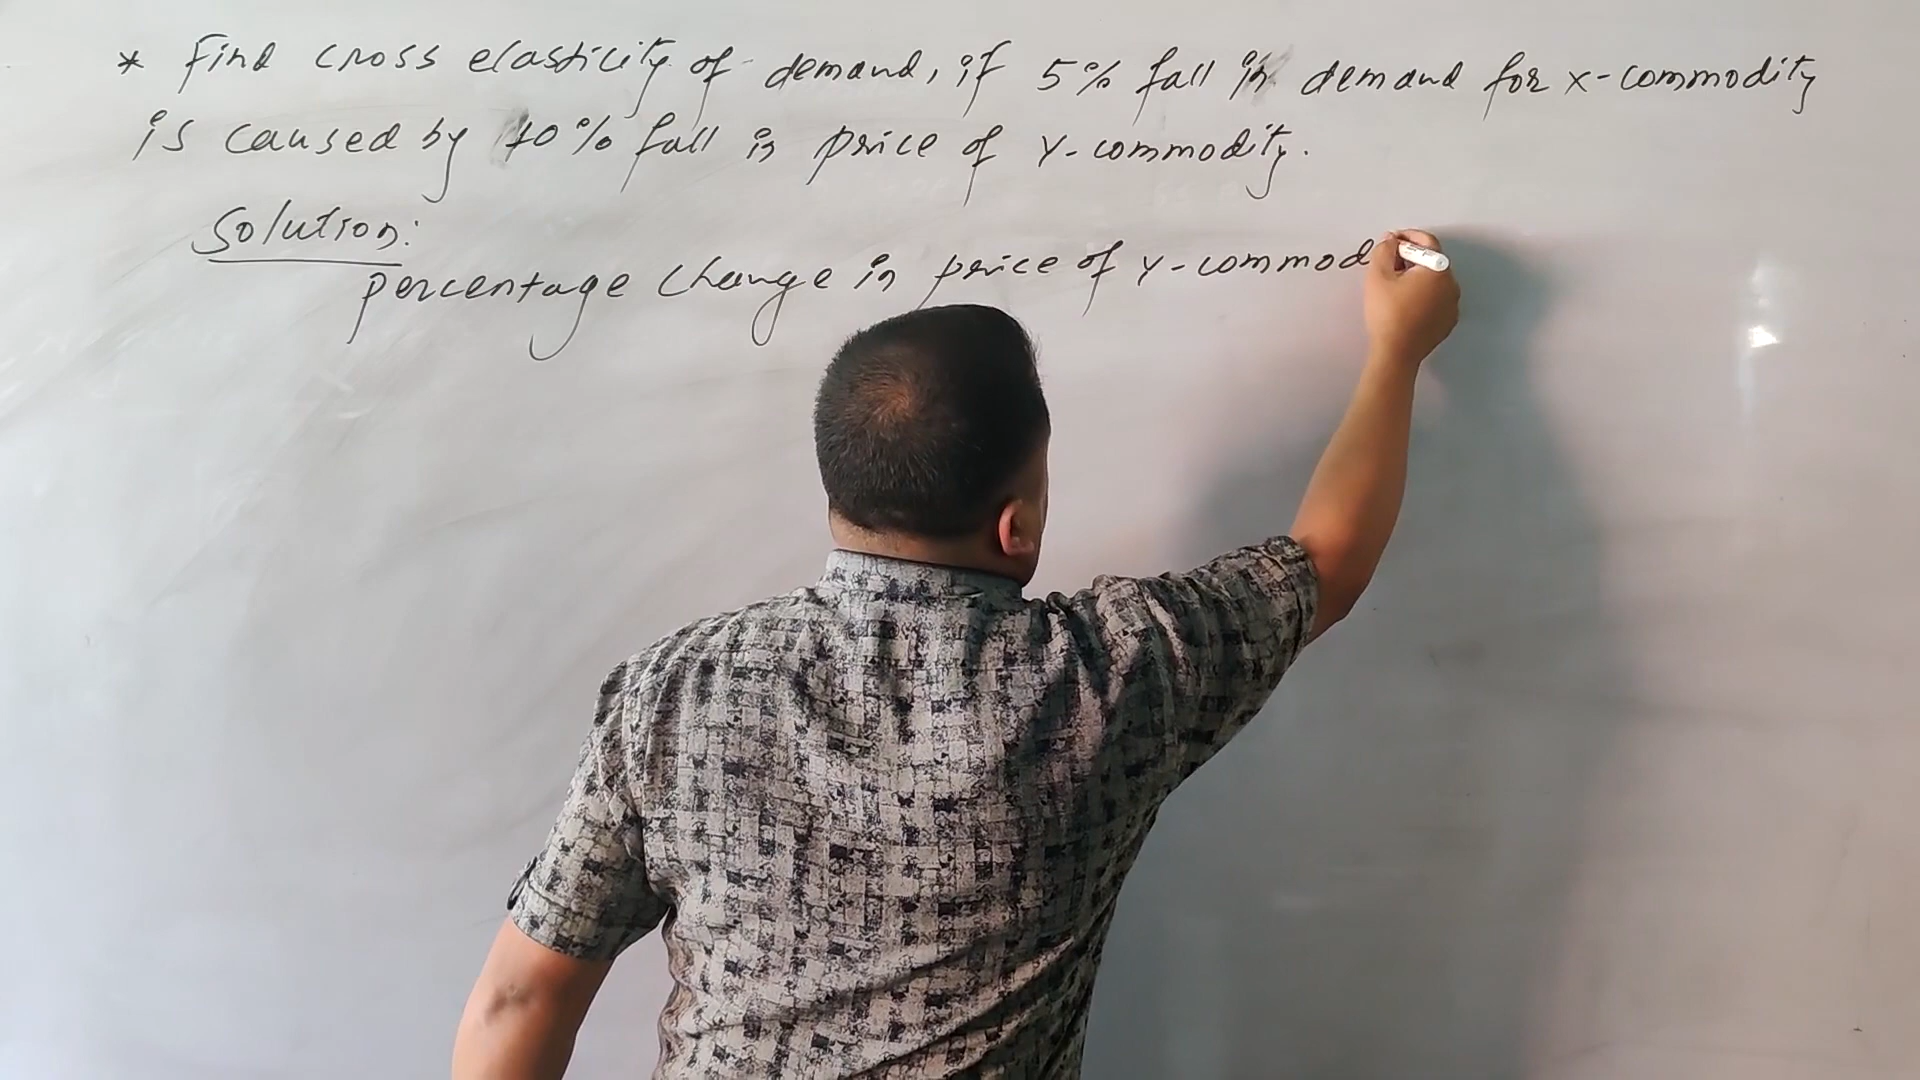 * Find cross elasticity of demand, if 5% fall in demand for x-commodity
is caused by 10% fall in price of Y-commodity.
Solution:
percentage change in price of y-commod